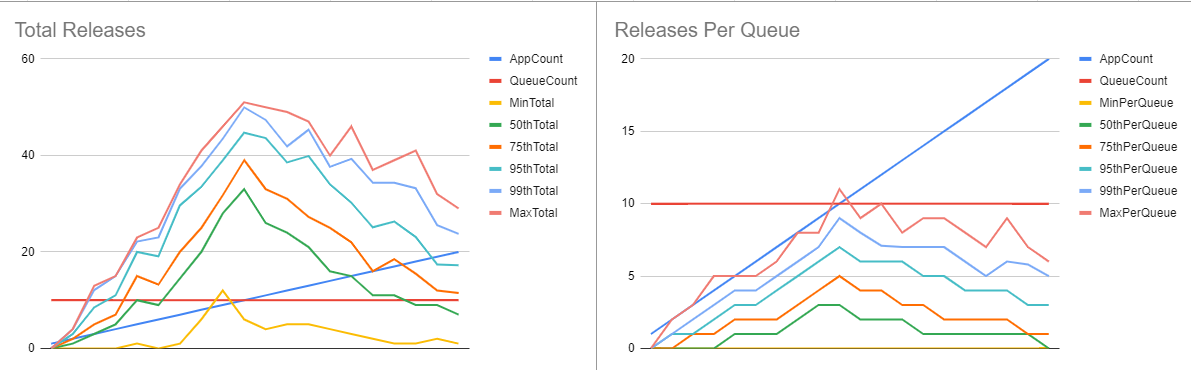 Total Releases
60
40
20
0
AppCount
QueueCount
MinTotal
50thTotal
75thTotal
95thTotal
99thTotal
MaxTotal
Releases Per Queue
20
15
10
5
0
AppCount
QueueCount
MinPerQueue
50thPerQueue
75thPerQueue
95thPerQueue
99thPerQueue
MaxPerQueue